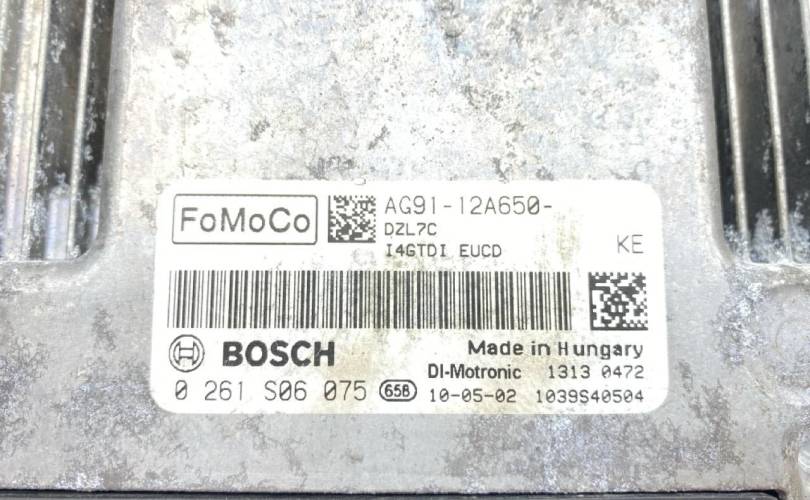 FoMoCo
AG91-12A650-
DZL7C
I4GTDI EUCD
KE
BOSCH
Made in Hungary
DI-Motronic 1313 0472
0 261 S06 075 658 10-05-02 1039S40504